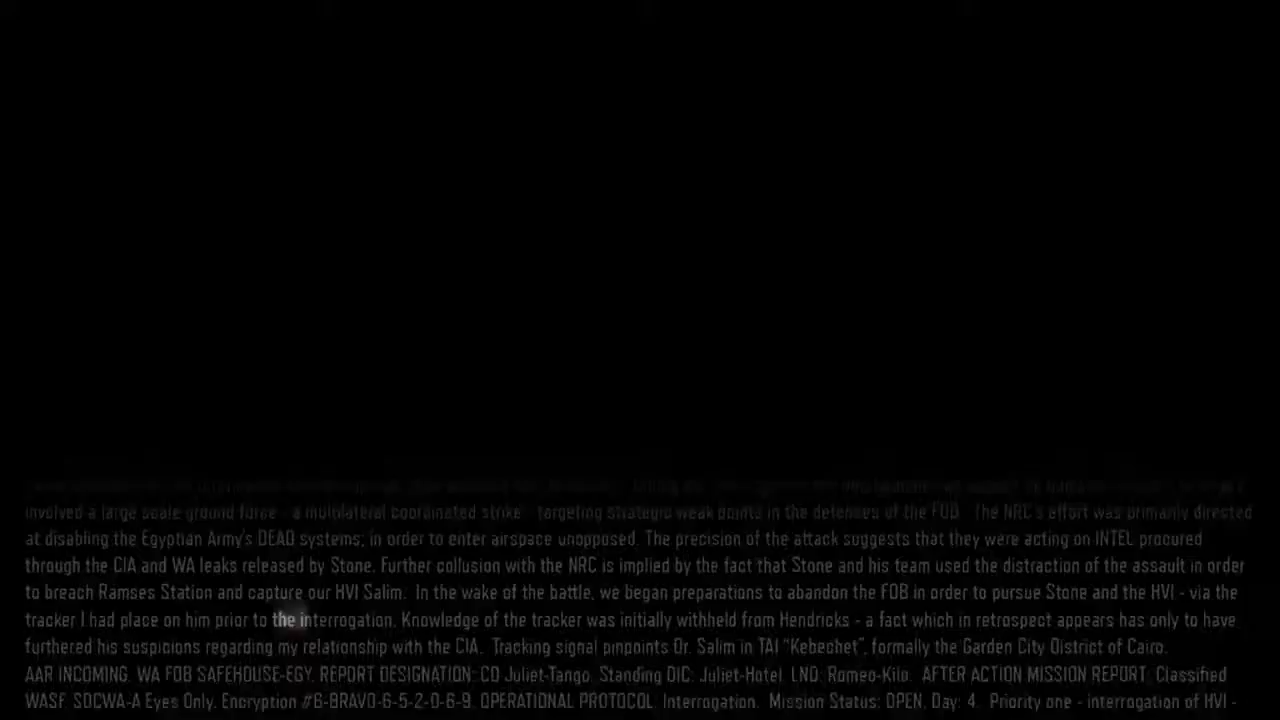 involved a large scale ground force - a multilateral coordinated strike - targeting strategic weak points in the defenses of the FOB. The NRC's effort was primarily directed
at disabling the Egyptian Army's DEAD systems; in order to enter airspace unopposed. The precision of the attack suggests that they were acting on INTEL procured
through the CIA and WA leaks released by Stone. Further collusion with the NRC is implied by the fact that Stone and his team used the distraction of the assault in order
to breach Ramses Station and capture our HVI Salim. In the wake of the battle, we began preparations to abandon the FOB in order to pursue Stone and the HVI - via the
tracker I had place on him prior to the interrogation. Knowledge of the tracker was initially withheld from Hendricks - a fact which in retrospect appears has only to have
furthered his suspicions regarding my relationship with the CIA. Tracking signal pinpoints Dr. Salim in TAI "Kebechet", formally the Garden City District of Cairo.
AAR INCOMING. WA FOB SAFEHOUSE-EGY. REPORT DESIGNATION: CO Juliet-Tango. Standing OIC: Juliet-Hotel. LNO: Romeo-Kilo. AFTER ACTION MISSION REPORT. Classified
WASF. SOCWA-A Eyes Only. Encryption #6-BRAVO-6-5-2-0-6-9. OPERATIONAL PROTOCOL. Interrogation. Mission Status: OPEN. Day: 4. Priority one - interrogation of HVI -